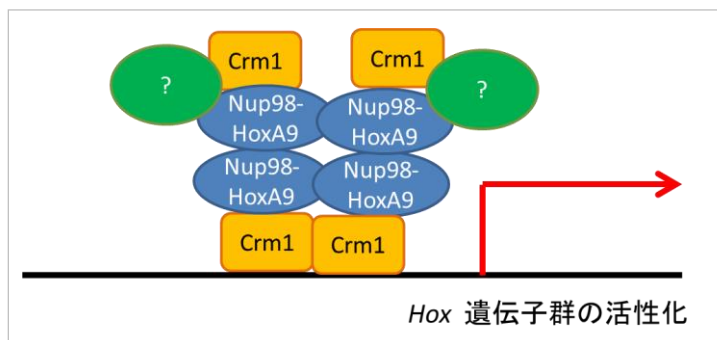 Crm1
Crm1
?
?
Nup98-
HoxA9
Nup98-
HoxA9
Nup98-
HoxA9
Nup98-
HoxA9
Crm1
Crm1
Hox 遺伝子群の活性化